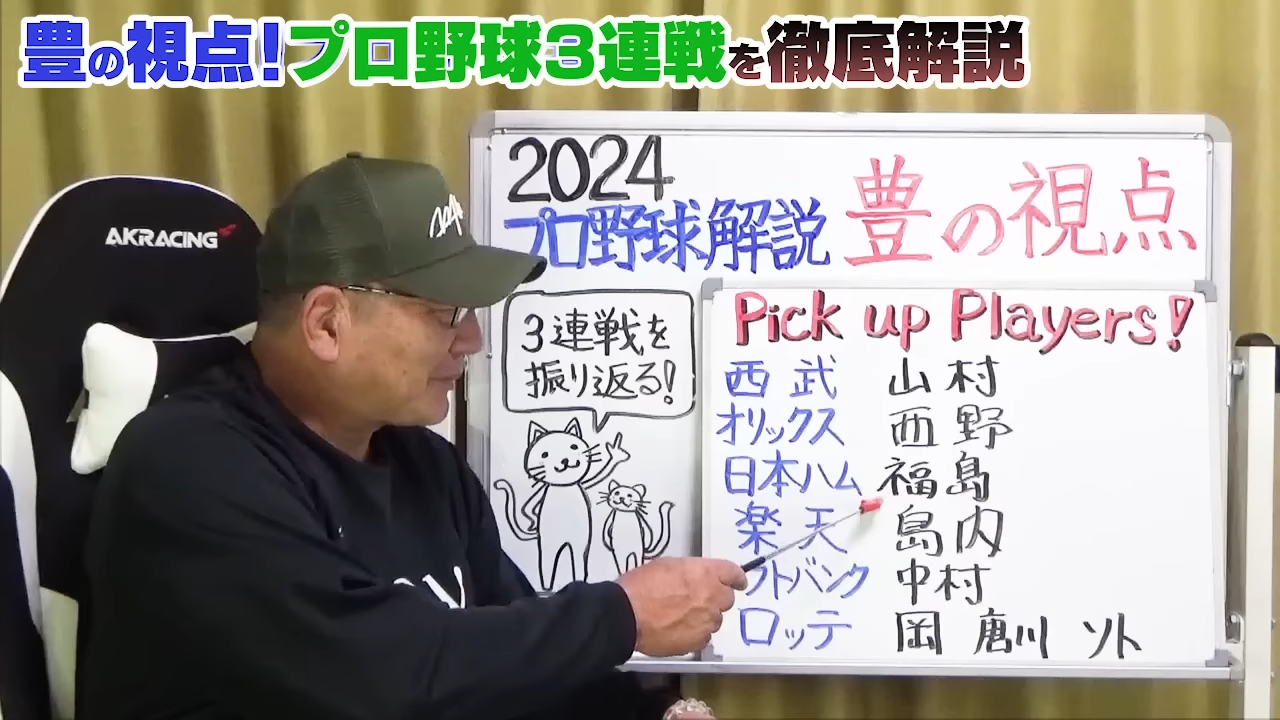 豊の視点!プロ野球3連戦を徹底解説
AKRACING
2024
プロ野球解説 豊の視点
3連戦を
振り返る!
Pick up Players!
西武 山村
オリックス 西野
日本ハム 福島
楽天 島内
フトバンク 中村
ロッテ 岡 唐川 ソト